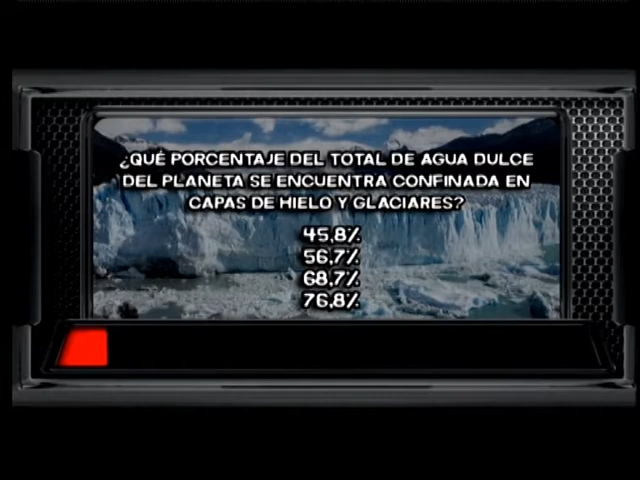 ¿QUÉ PORCENTAJE DEL TOTAL DE AGUA DULCE
DEL PLANETA SE ENCUENTRA CONFINADA EN
CAPAS DE HIELO Y GLACIARES?
45,8%
56,7%
68,7%
76,8%